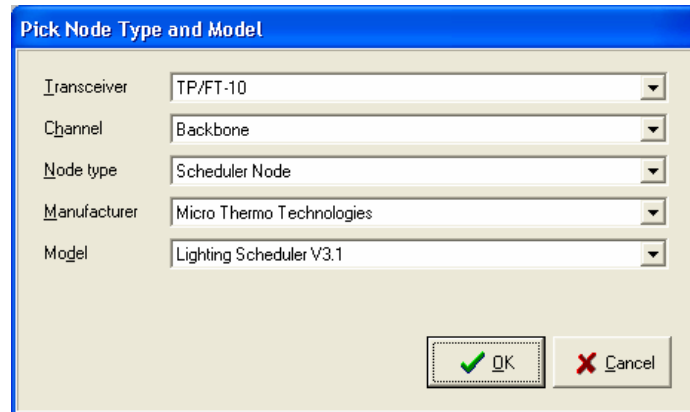 Pick Node Type and Model
Transceiver TP/FT-10
Channel Backbone
Node type Scheduler Node
Manufacturer Micro Thermo Technologies
Model Lighting Scheduler V3.1
OK Cancel